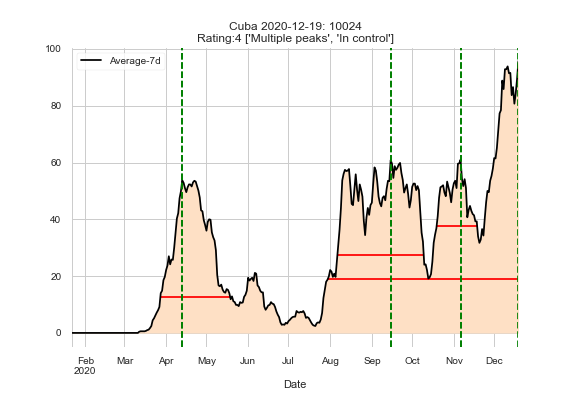 Cuba 2020-12-19: 10024
Rating:4 ['Multiple peaks', 'In control']
Average-7d
100
80
60
40
20
0
Feb Mar Apr May Jun Jul Aug Sep Oct Nov Dec
2020
Date